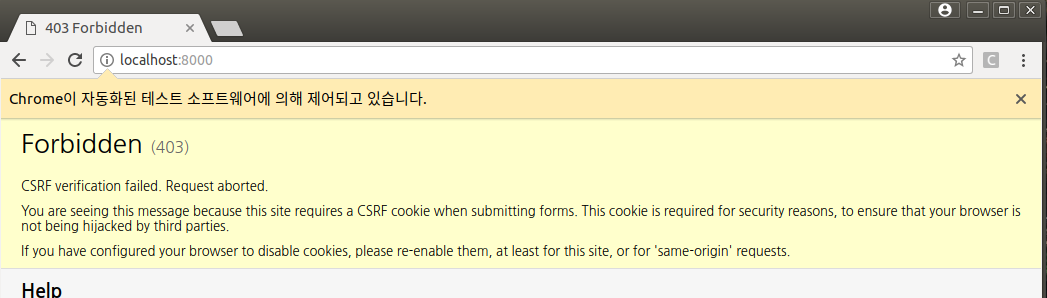 403 Forbidden
localhost:8000
C
Chrome이 자동화된 테스트 소프트웨어에 의해 제어되고 있습니다.
Forbidden (403)
CSRF verification failed. Request aborted.
You are seeing this message because this site requires a CSRF cookie when submitting forms. This cookie is required for security reasons, to ensure that your browser is
not being hijacked by third parties.
If you have configured your browser to disable cookies, please re-enable them, at least for this site, or for 'same-origin' requests.
Help